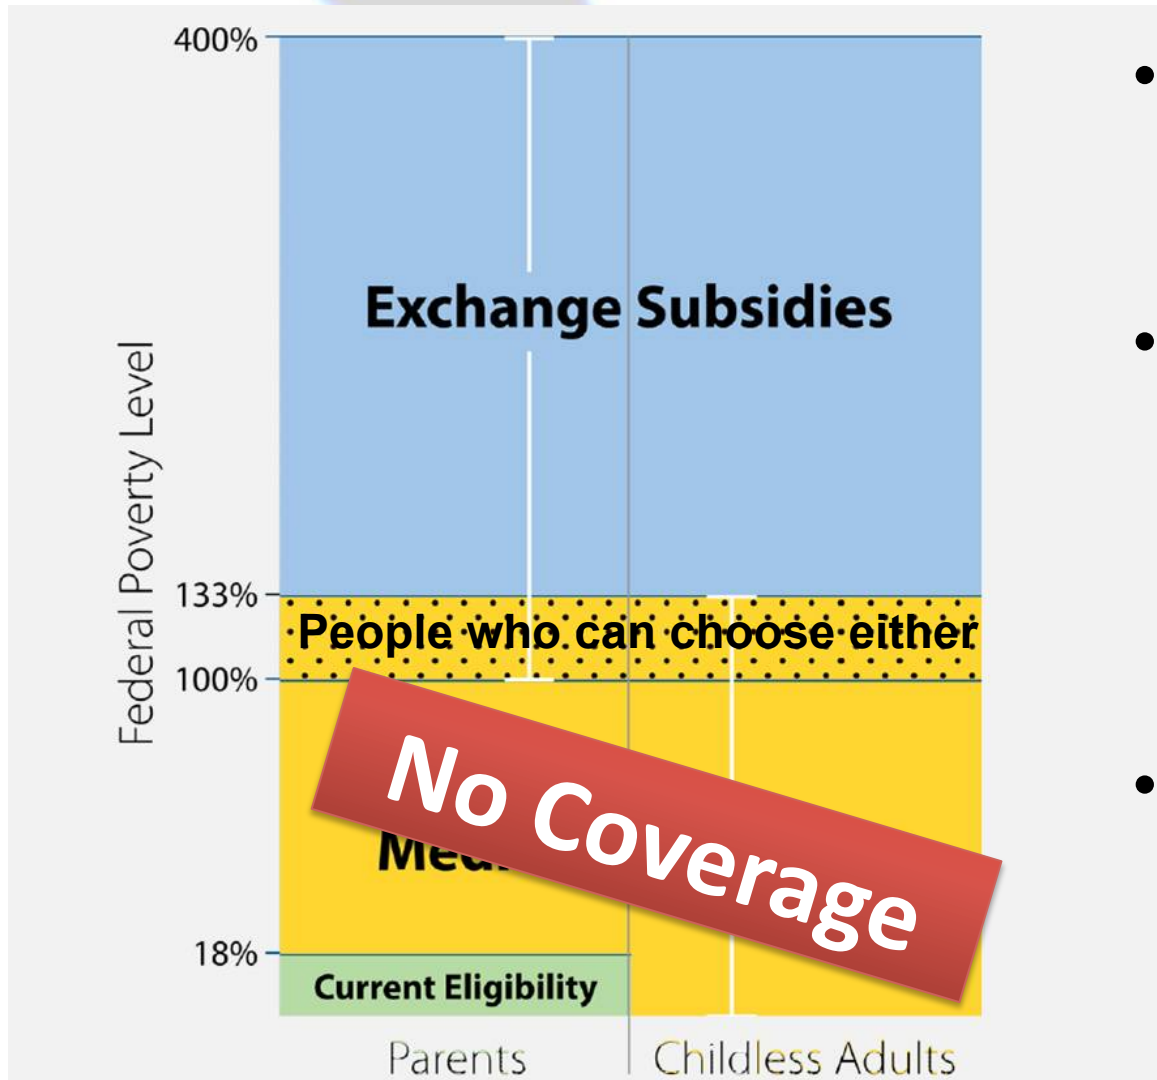 400%
Exchange Subsidies
Federal Poverty Level
133%
People who can choose either
100%
No Coverage
18%
Current Eligibility
Parents
Childless Adults